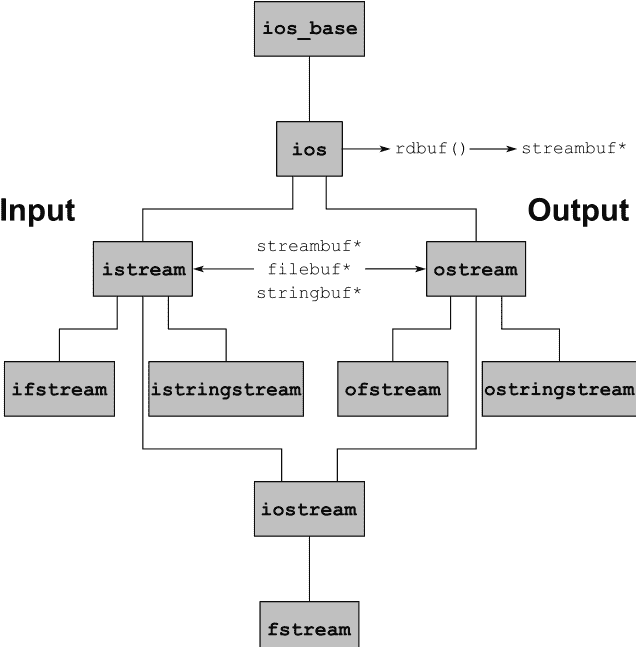 ios_base
ios
rdbuf()
streambuf*
Input
Output
istream
streambuf*
filebuf*
stringbuf*
ostream
ifstream
istringstream
ofstream
ostringstream
iostream
fstream